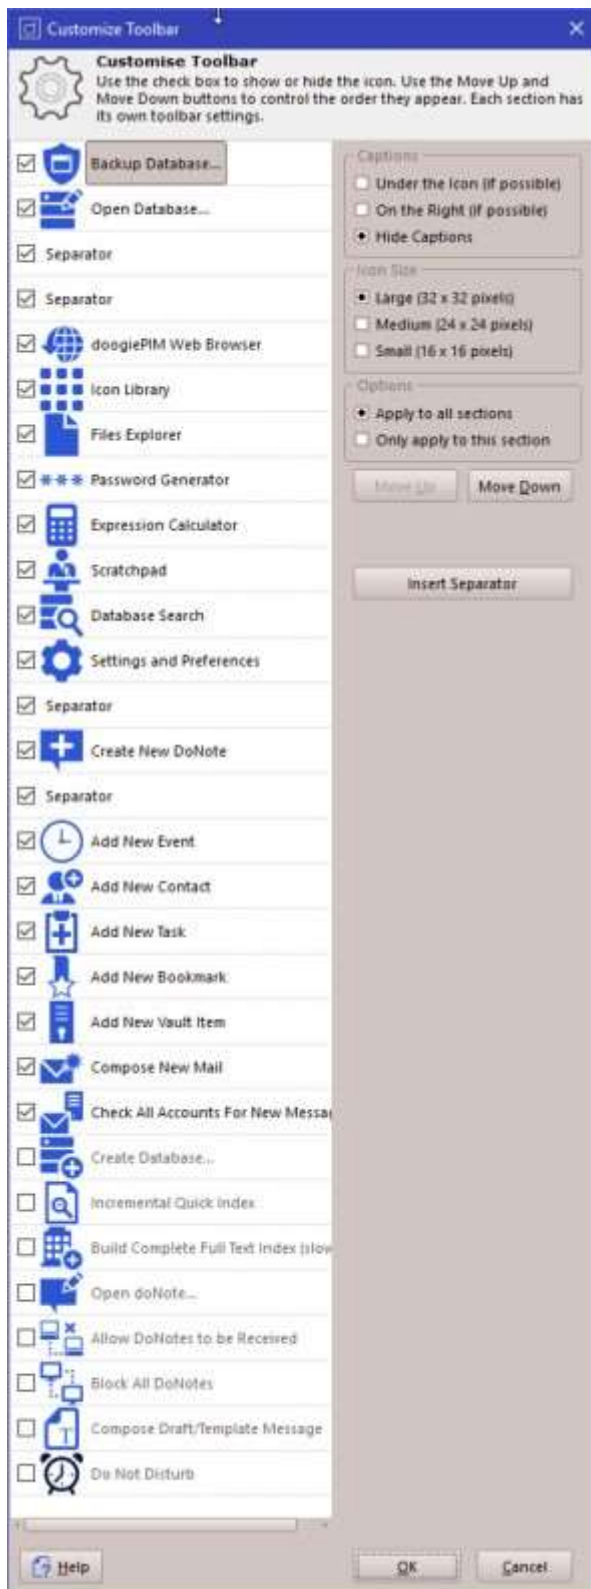 Customize Toolbar
Customise Toolbar
Use the check box to show or hide the icon. Use the Move Up and
Move Down buttons to control the order they appear. Each section has
its own toolbar settings.
Backup Database...
Open Database...
Separator
Separator
doogiePIM Web Browser
Icon Library
Files Explorer
Password Generator
Expression Calculator
Scratchpad
Database Search
Settings and Preferences
Separator
Create New DoNote
Separator
Add New Event
Add New Contact
Add New Task
Add New Bookmark
Add New Vault Item
Compose New Mail
Check All Accounts For New Messa
Create Database...
Incremental Quick Index
Build Complete Full Text Index (slow
Open doNote...
Allow DoNotes to be Received
Block All DoNotes
Compose Draft/Template Message
Do Not Disturb
Captions
Under the Icon (if possible)
On the Right (if possible)
Hide Captions
Icon Size
Large (32 x 32 pixels)
Medium (24 x 24 pixels)
Small (16 x 16 pixels)
Options
Apply to all sections
Only apply to this section
Move Up
Move Down
Insert Separator
Help
OK
Cancel